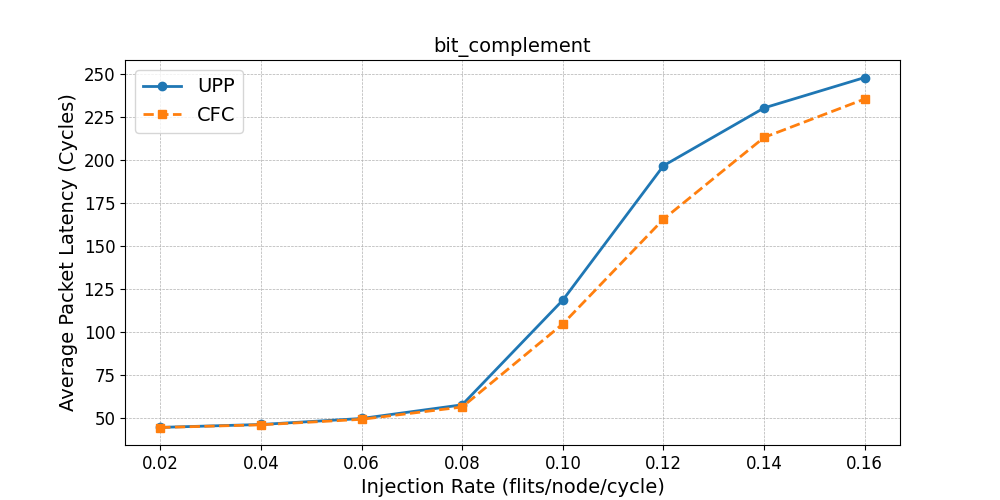 bit_complement
UPP
CFC
Average Packet Latency (Cycles)
250
225
200
175
150
125
100
75
50
0.02 0.04 0.06 0.08 0.10 0.12 0.14 0.16
Injection Rate (flits/node/cycle)